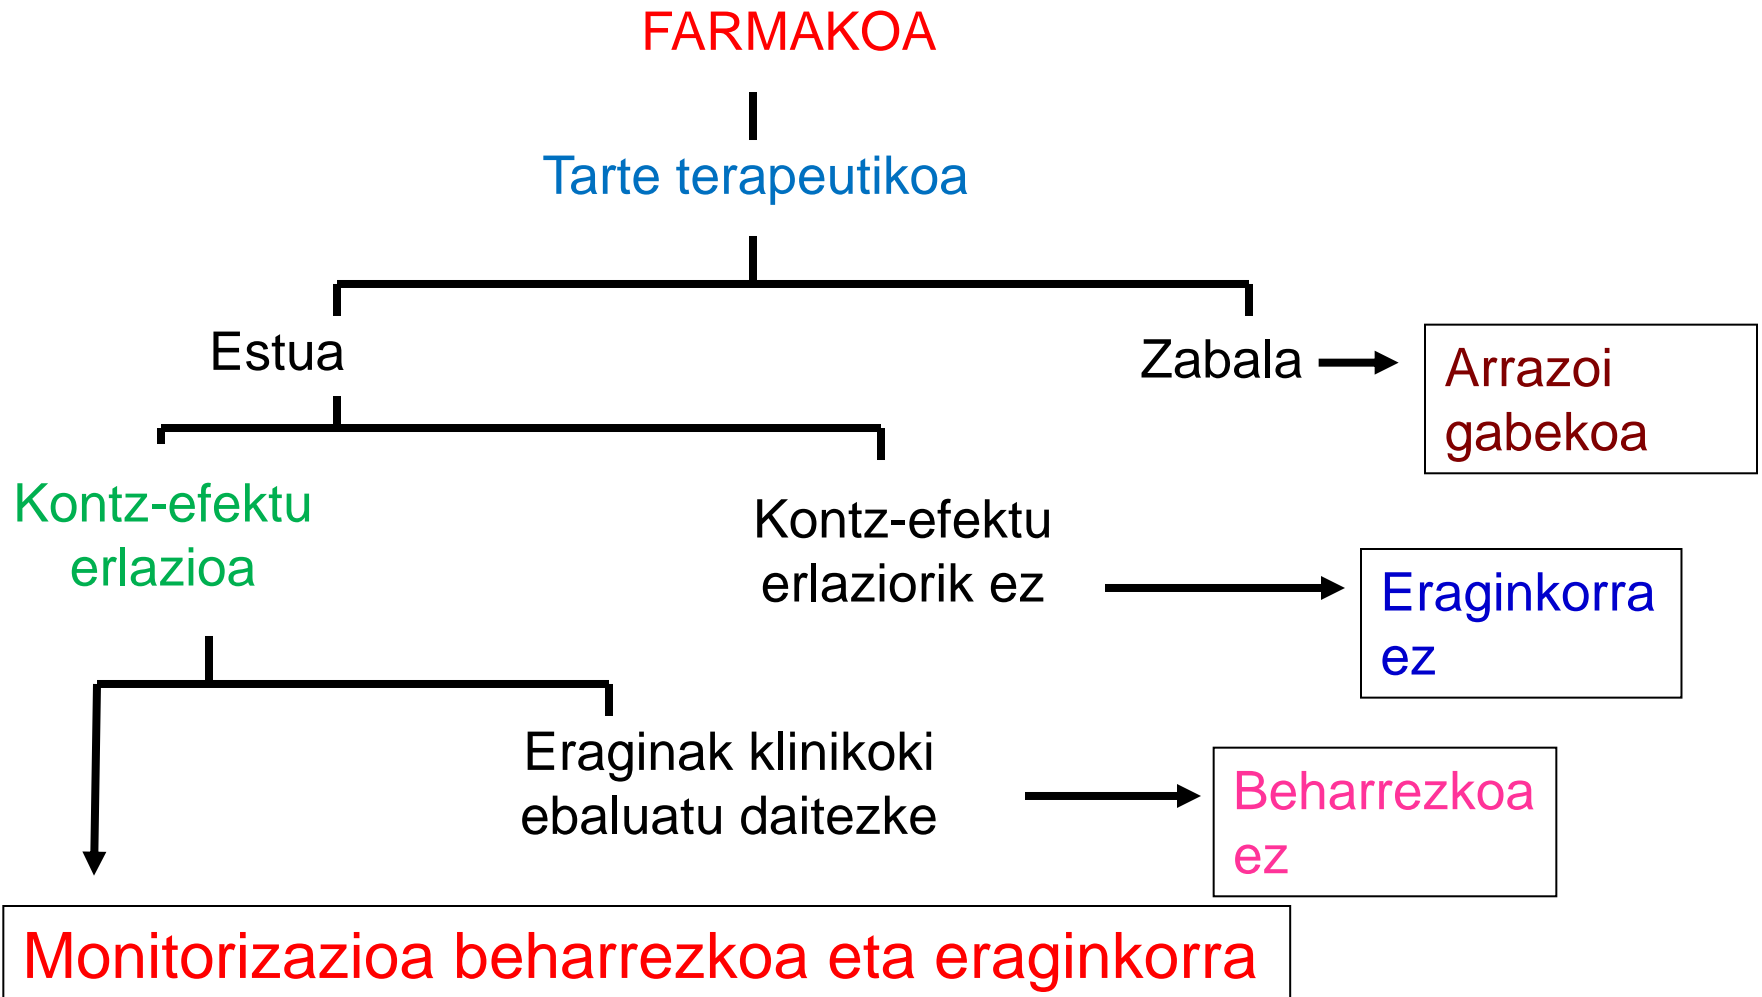 FARMAKOA
Tarte terapeutikoa
Estua
Zabala
Arrazoi
gabekoa
Kontz-efektu
erlazioa
Kontz-efektu
erlaziorik ez
Eraginkorra
ez
Eraginak klinikoki
ebaluatu daitezke
Beharrezkoa
ez
Monitorizazioa beharrezkoa eta eraginkorra